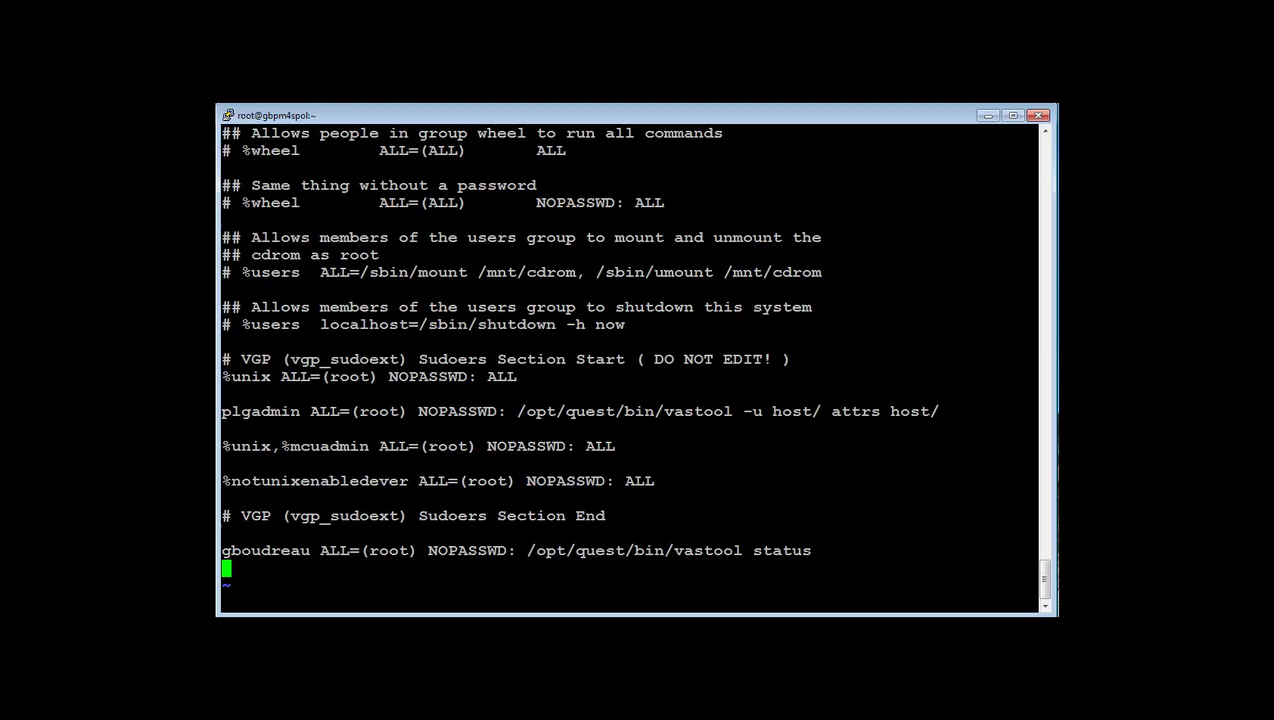 root@gbpm4spol:~
## Allows people in group wheel to run all commands
# %wheel        ALL=(ALL)       ALL
## Same thing without a password
# %wheel        ALL=(ALL)       NOPASSWD: ALL
## Allows members of the users group to mount and unmount the
## cdrom as root
# %users  ALL=/sbin/mount /mnt/cdrom, /sbin/umount /mnt/cdrom
## Allows members of the users group to shutdown this system
# %users  localhost=/sbin/shutdown -h now
# VGP (vgp_sudoext) Sudoers Section Start ( DO NOT EDIT! )
%unix ALL=(root) NOPASSWD: ALL
plgadmin ALL=(root) NOPASSWD: /opt/quest/bin/vastool -u host/ attrs host/
%unix,%mcuadmin ALL=(root) NOPASSWD: ALL
%notunixenabledever ALL=(root) NOPASSWD: ALL
# VGP (vgp_sudoext) Sudoers Section End
gboudreau ALL=(root) NOPASSWD: /opt/quest/bin/vastool status
~